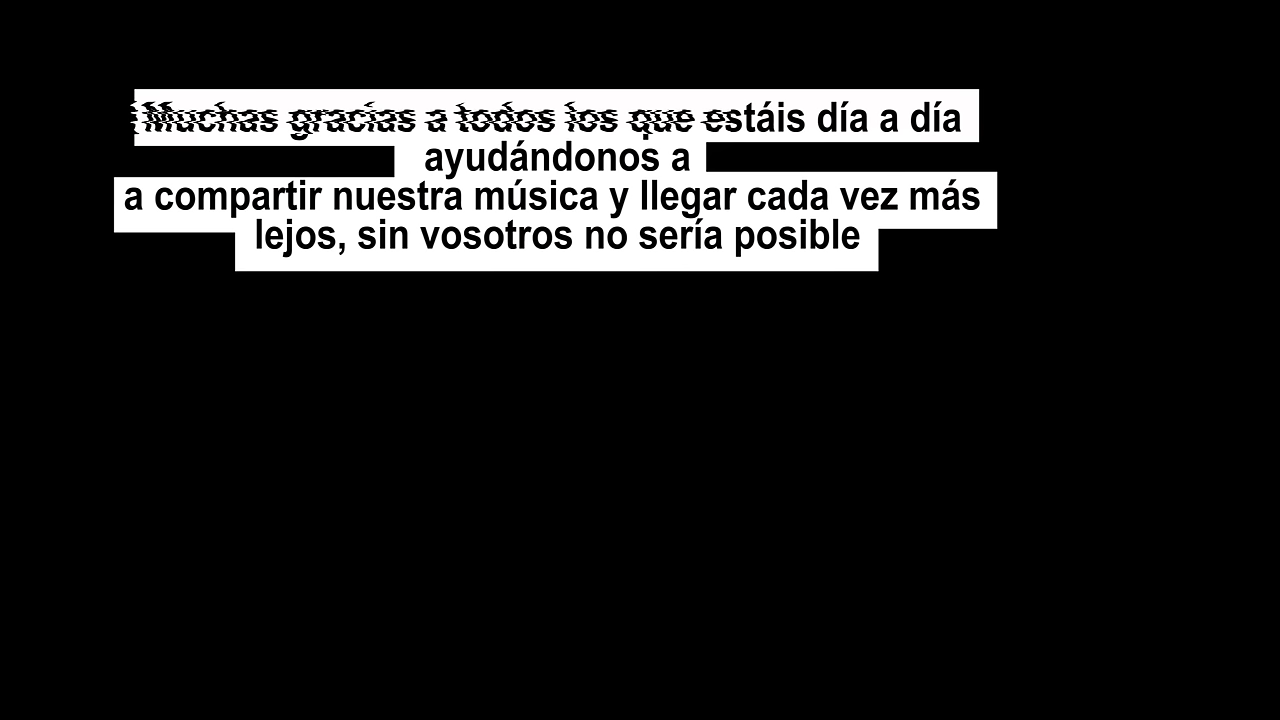 Muchas gracias a todos los que estáis día a día
ayudándonos a
a compartir nuestra música y llegar cada vez más
lejos, sin vosotros no sería posible